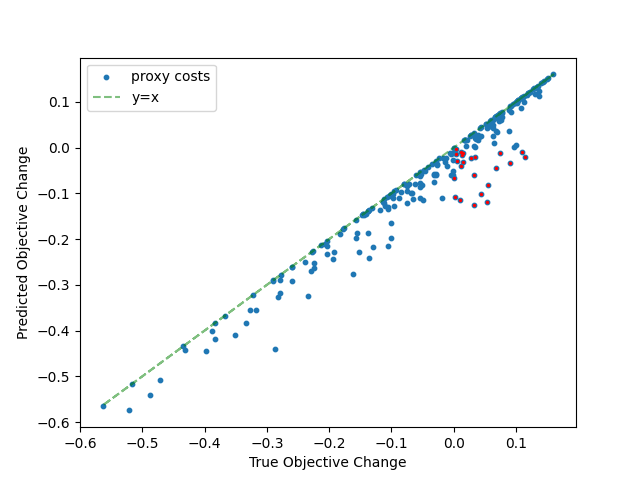 proxy costs
y=x
Predicted Objective Change
0.1
0.0
−0.1
−0.2
−0.3
−0.4
−0.5
−0.6
−0.6 −0.5 −0.4 −0.3 −0.2 −0.1 0.0 0.1
True Objective Change